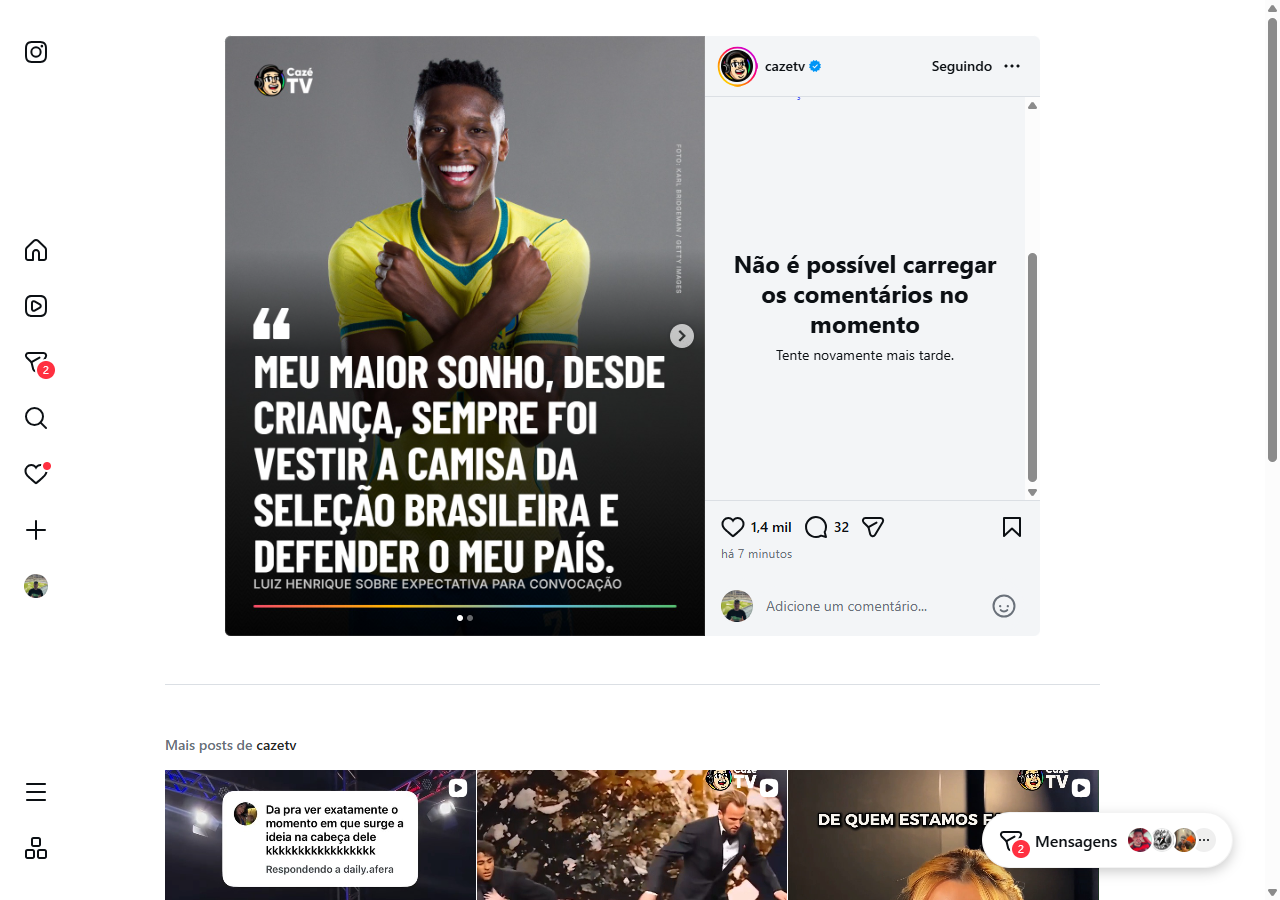 Cazé
TV
FOTO: KARL BRIDGEMAN / GETTY IMAGES
“
MEU MAIOR SONHO, DESDE
CRIANÇA, SEMPRE FOI
VESTIR A CAMISA DA
SELEÇÃO BRASILEIRA E
DEFENDER O MEU PAÍS.
LUIZ HENRIQUE SOBRE EXPECTATIVA PARA CONVOCAÇÃO
cazetv
Seguindo
Não é possível carregar
os comentários no
momento
Tente novamente mais tarde.
1,4 mil
32
há 7 minutos
Adicione um comentário...
2
Mais posts de cazetv
Da pra ver exatamente o
momento em que surge a
ideia na cabeça dele
kkkkkkkkkkkkkkkkk
Respondendo a daily.afera
Cazé
TV
Cazé
TV
DE QUEM ESTAMOS
2
Mensagens